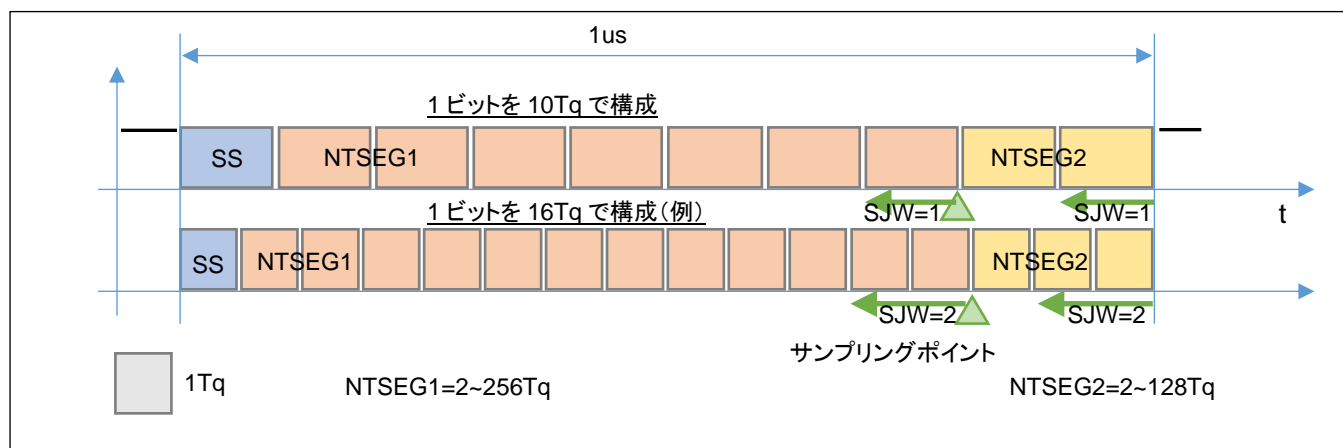 1us
1 ビットを 10Tq で構成
SS NTSEG1 NTSEG2
SJW=1 SJW=1
t
1 ビットを 16Tq で構成(例)
SS NTSEG1 NTSEG2
SJW=2 SJW=2
サンプリングポイント
1Tq NTSEG1=2~256Tq NTSEG2=2~128Tq